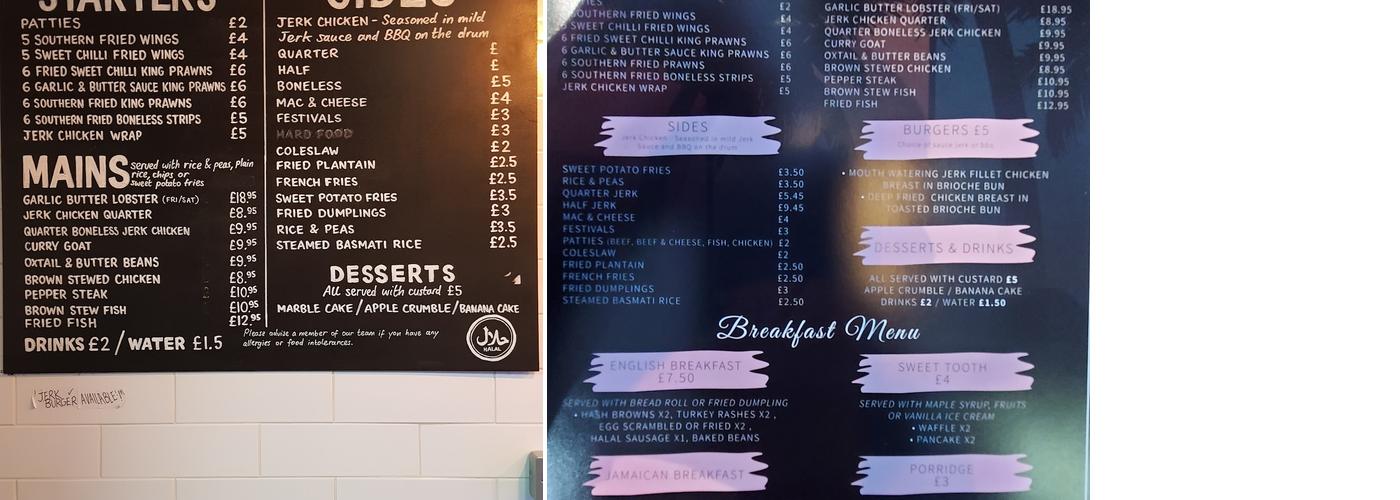 STARTERS
PATTIES £2
5 SOUTHERN FRIED WINGS £4
5 SWEET CHILLI FRIED WINGS £4
6 FRIED SWEET CHILLI KING PRAWNS £6
6 GARLIC & BUTTER SAUCE KING PRAWNS £6
6 SOUTHERN FRIED KING PRAWNS £6
6 SOUTHERN FRIED BONELESS STRIPS £5
JERK CHICKEN WRAP £5
MAINS served with rice & peas, plain
rice, chips or
sweet potato fries
GARLIC BUTTER LOBSTER (FRI/SAT) £18.95
JERK CHICKEN QUARTER £8.95
QUARTER BONELESS JERK CHICKEN £9.95
CURRY GOAT £9.95
OXTAIL & BUTTER BEANS £9.95
BROWN STEWED CHICKEN £8.95
PEPPER STEAK £10.95
BROWN STEW FISH £10.95
FRIED FISH £12.95
DRINKS £2 / WATER £1.5
SIDES
JERK CHICKEN - Seasoned in mild
Jerk sauce and BBQ on the drum
QUARTER £
HALF £
BONELESS £5
MAC & CHEESE £4
FESTIVALS £3
HARD FOOD £3
COLESLAW £2
FRIED PLANTAIN £2.5
FRENCH FRIES £2.5
SWEET POTATO FRIES £3.5
FRIED DUMPLINGS £3
RICE & PEAS £3.5
STEAMED BASMATI RICE £2.5
DESSERTS
All served with custard £5
MARBLE CAKE / APPLE CRUMBLE / BANANA CAKE
Please advise a member of our team if you have any
allergies or food intolerances.
حلال
HALAL
"JERK BURGER AVAILABLE!"
PATTIES £2
5 SOUTHERN FRIED WINGS £4
5 SWEET CHILLI FRIED WINGS £4
6 FRIED SWEET CHILLI KING PRAWNS £6
6 GARLIC & BUTTER SAUCE KING PRAWNS £6
6 SOUTHERN FRIED PRAWNS £6
6 SOUTHERN FRIED BONELESS STRIPS £5
JERK CHICKEN WRAP £5
GARLIC BUTTER LOBSTER (FRI/SAT) £18.95
JERK CHICKEN QUARTER £8.95
QUARTER BONELESS JERK CHICKEN £9.95
CURRY GOAT £9.95
OXTAIL & BUTTER BEANS £9.95
BROWN STEWED CHICKEN £8.95
PEPPER STEAK £10.95
BROWN STEW FISH £10.95
FRIED FISH £12.95
SIDES
Jerk Chicken - Seasoned in mild Jerk
Sauce and BBQ on the drum
SWEET POTATO FRIES £3.50
RICE & PEAS £3.50
QUARTER JERK £5.45
HALF JERK £9.45
MAC & CHEESE £4
FESTIVALS £3
PATTIES (BEEF, BEEF & CHEESE, FISH, CHICKEN) £2
COLESLAW £2
FRIED PLANTAIN £2.50
FRENCH FRIES £2.50
FRIED DUMPLINGS £3
STEAMED BASMATI RICE £2.50
BURGERS £5
Choice of sauce jerk or bbq
• MOUTH WATERING JERK FILLET CHICKEN
BREAST IN BRIOCHE BUN
• DEEP FRIED CHICKEN BREAST IN
TOASTED BRIOCHE BUN
DESSERTS & DRINKS
ALL SERVED WITH CUSTARD £5
APPLE CRUMBLE / BANANA CAKE
DRINKS £2 / WATER £1.50
Breakfast Menu
ENGLISH BREAKFAST
£7.50
SERVED WITH BREAD ROLL OR FRIED DUMPLING
• HASH BROWNS X2, TURKEY RASHES X2 ,
EGG SCRAMBLED OR FRIED X2 ,
HALAL SAUSAGE X1, BAKED BEANS
JAMAICAN BREAKFAST
SWEET TOOTH
£4
SERVED WITH MAPLE SYRUP, FRUITS
OR VANILLA ICE CREAM
• WAFFLE X2
• PANCAKE X2
PORRIDGE
£3